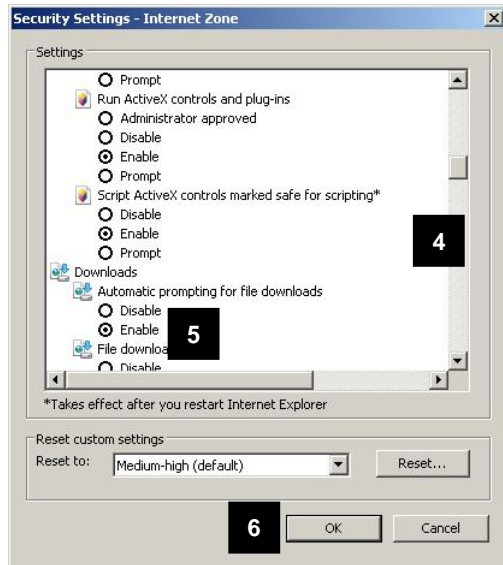 Security Settings - Internet Zone
Settings
Prompt
Run ActiveX controls and plug-ins
Administrator approved
Disable
Enable
Prompt
Script ActiveX controls marked safe for scripting*
Disable
Enable
Prompt
4
Downloads
Automatic prompting for file downloads
Disable
Enable
5
File
Disable
*Takes effect after you restart Internet Explorer
Reset custom settings
Reset to:
Medium-high (default)
Reset...
6
OK
Cancel